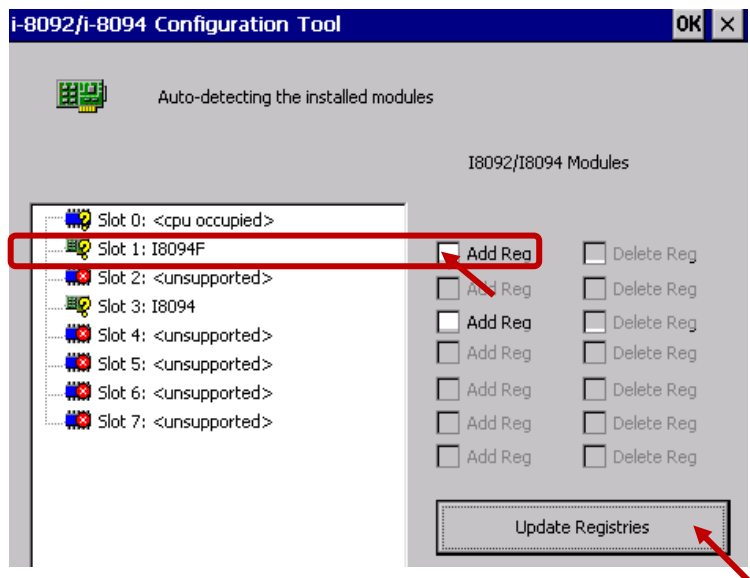 i-8092/i-8094 Configuration Tool OK ×
Auto-detecting the installed modules
I8092/I8094 Modules
Slot 0: <cpu occupied>
Slot 1: I8094F Add Reg Delete Reg
Slot 2: <unsupported> Add Reg Delete Reg
Slot 3: I8094 Add Reg Delete Reg
Slot 4: <unsupported> Add Reg Delete Reg
Slot 5: <unsupported> Add Reg Delete Reg
Slot 6: <unsupported> Add Reg Delete Reg
Slot 7: <unsupported> Add Reg Delete Reg
Update Registries